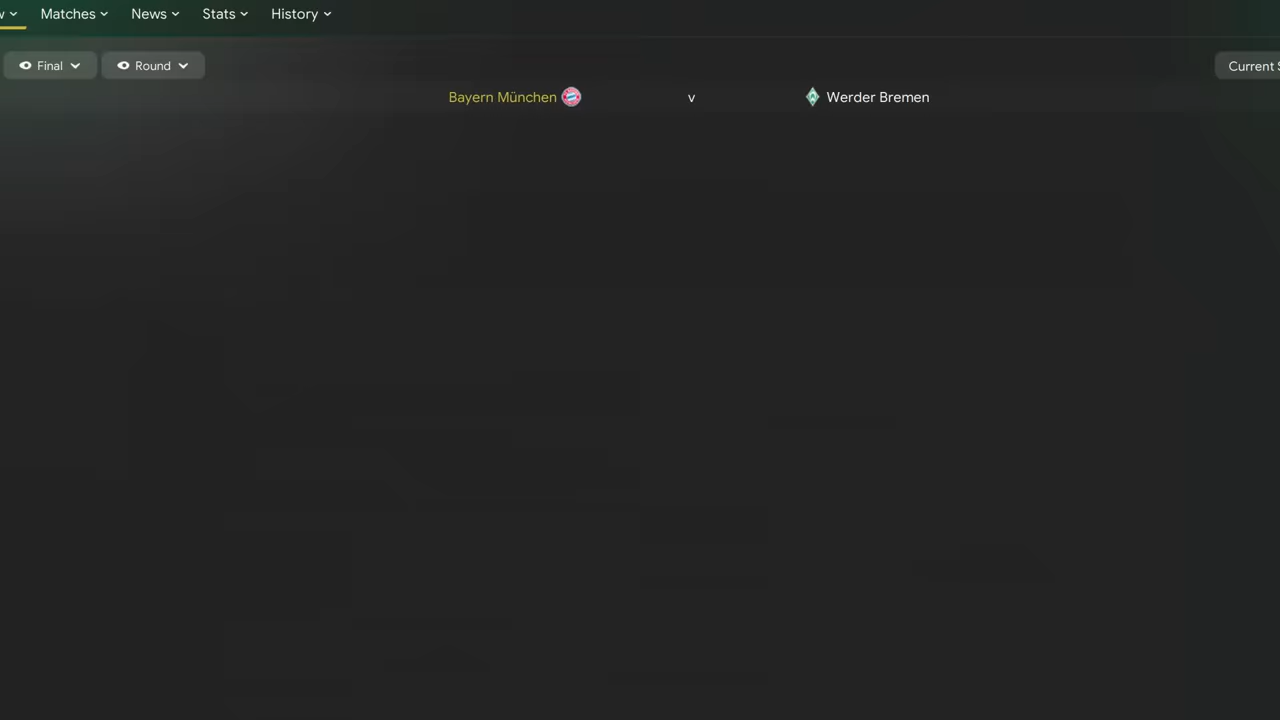 Matches News Stats History
Final Round Current
Bayern München v Werder Bremen